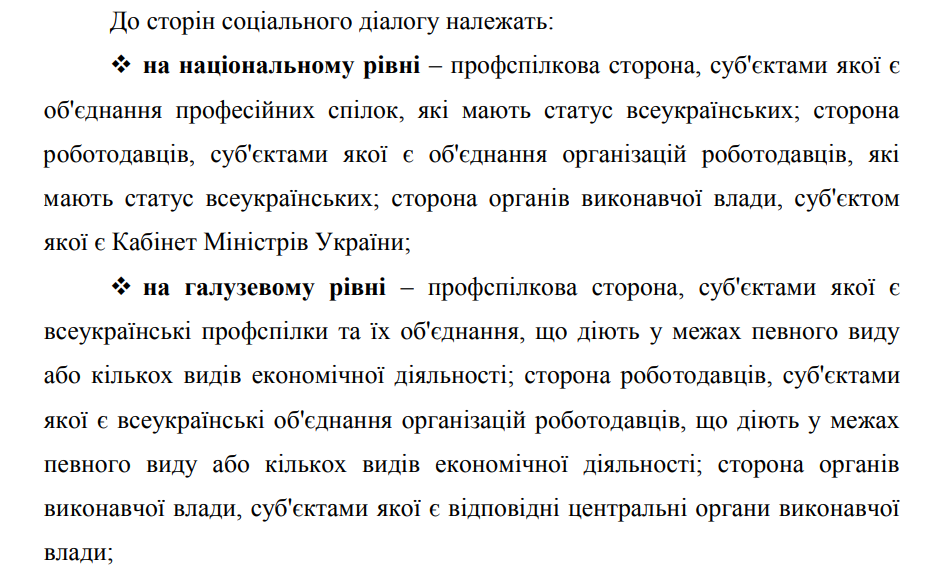 До сторін соціального діалогу належать:
❖ на національному рівні – профспілкова сторона, суб'єктами якої є
об'єднання професійних спілок, які мають статус всеукраїнських; сторона
роботодавців, суб'єктами якої є об'єднання організацій роботодавців, які
мають статус всеукраїнських; сторона органів виконавчої влади, суб'єктом
якої є Кабінет Міністрів України;
❖ на галузевому рівні – профспілкова сторона, суб'єктами якої є
всеукраїнські профспілки та їх об'єднання, що діють у межах певного виду
або кількох видів економічної діяльності; сторона роботодавців, суб'єктами
якої є всеукраїнські об'єднання організацій роботодавців, що діють у межах
певного виду або кількох видів економічної діяльності; сторона органів
виконавчої влади, суб'єктами якої є відповідні центральні органи виконавчої
влади;